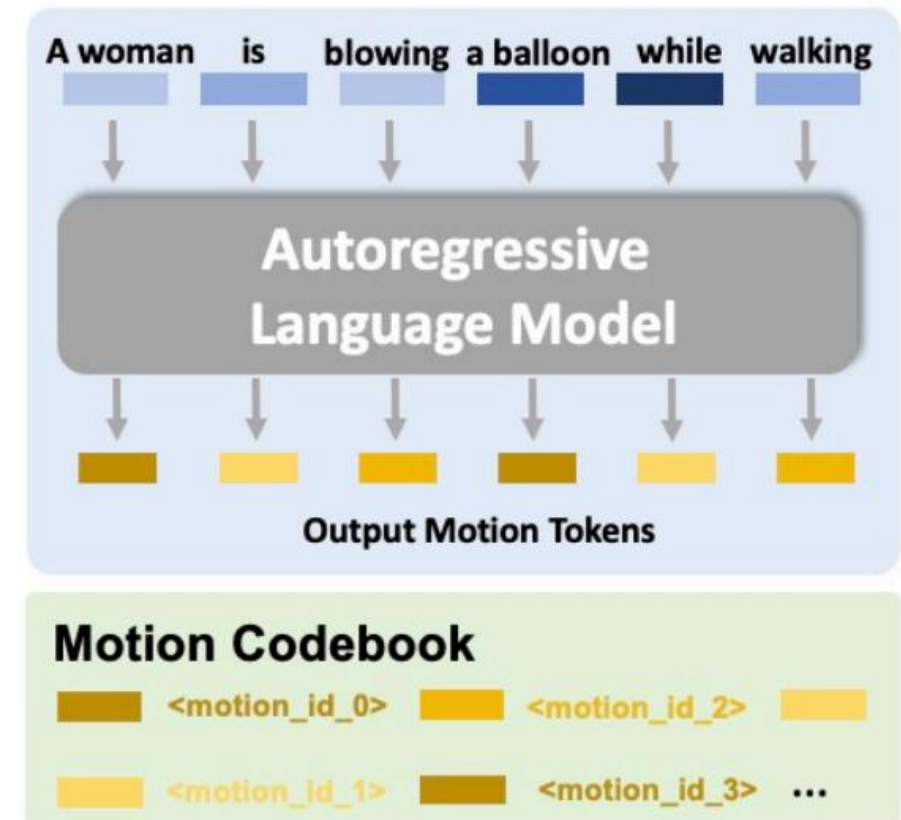 A woman is blowing a balloon while walking
Autoregressive
Language Model
Output Motion Tokens
Motion Codebook
<motion_id_0> <motion_id_2>
<motion_id_1> <motion_id_3> ...